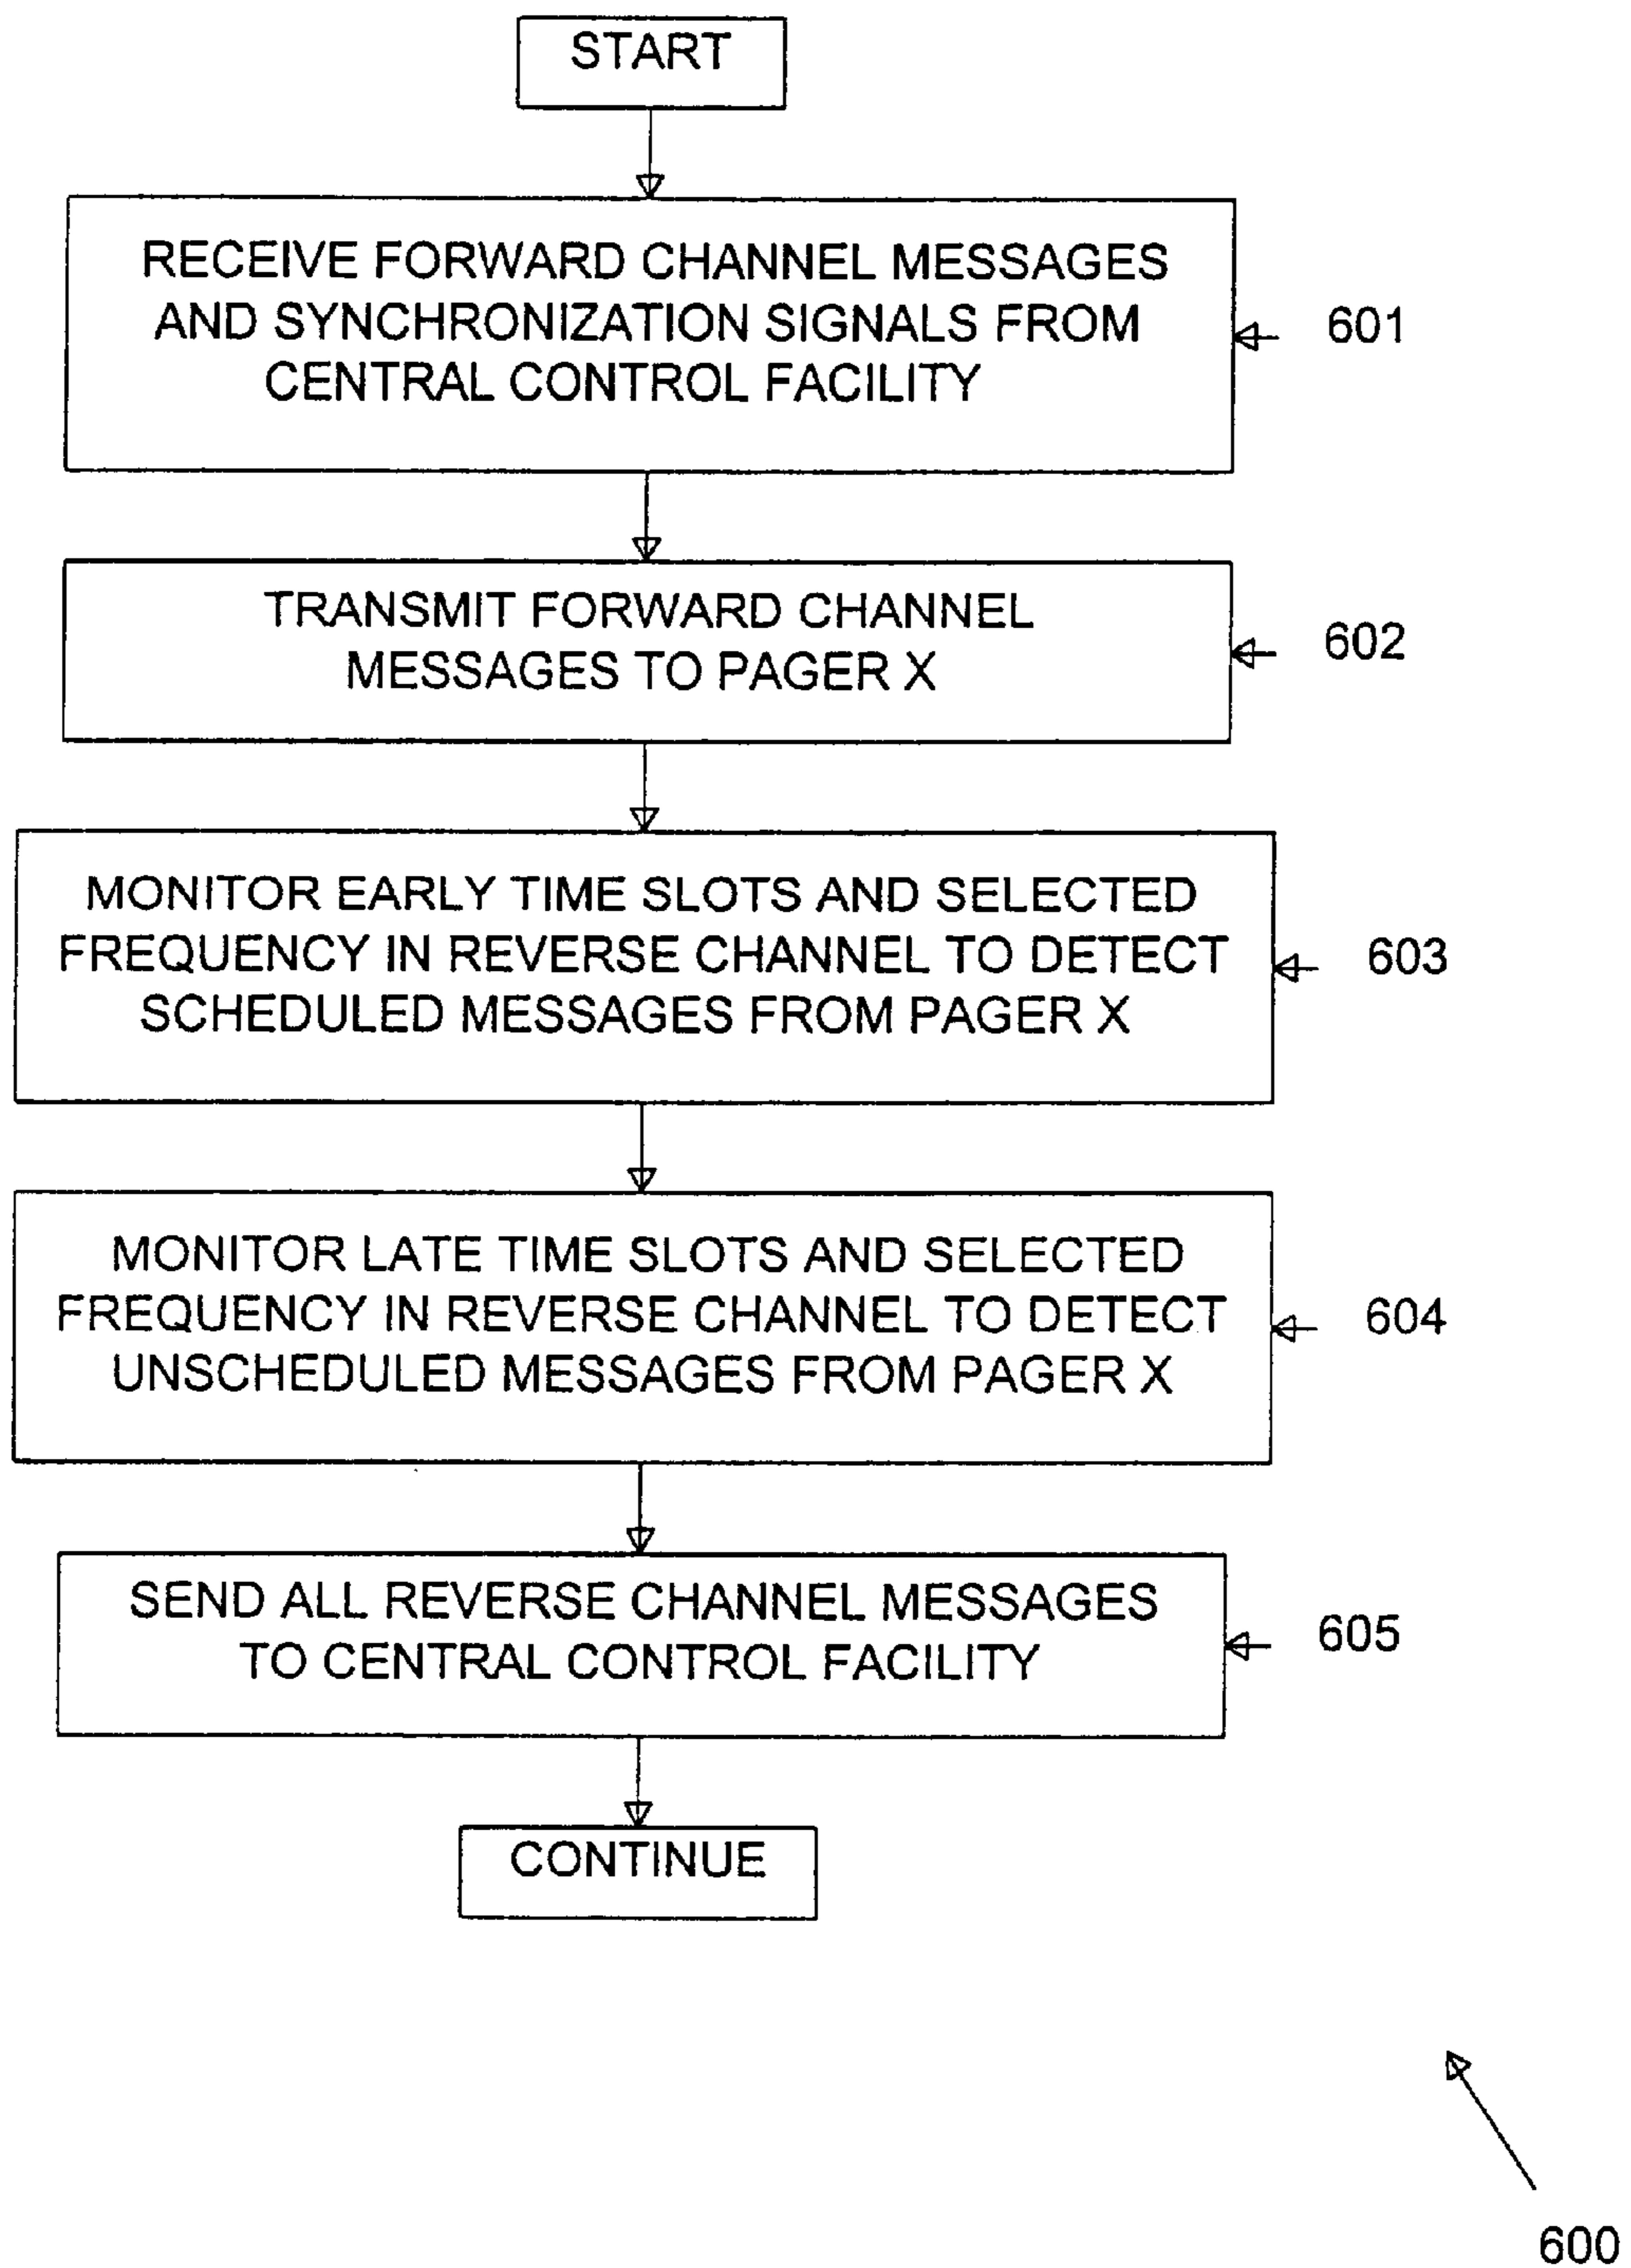 START
RECEIVE FORWARD CHANNEL MESSAGES
AND SYNCHRONIZATION SIGNALS FROM
CENTRAL CONTROL FACILITY
601
TRANSMIT FORWARD CHANNEL
MESSAGES TO PAGER X
602
MONITOR EARLY TIME SLOTS AND SELECTED
FREQUENCY IN REVERSE CHANNEL TO DETECT
SCHEDULED MESSAGES FROM PAGER X
603
MONITOR LATE TIME SLOTS AND SELECTED
FREQUENCY IN REVERSE CHANNEL TO DETECT
UNSCHEDULED MESSAGES FROM PAGER X
604
SEND ALL REVERSE CHANNEL MESSAGES
TO CENTRAL CONTROL FACILITY
605
CONTINUE
600